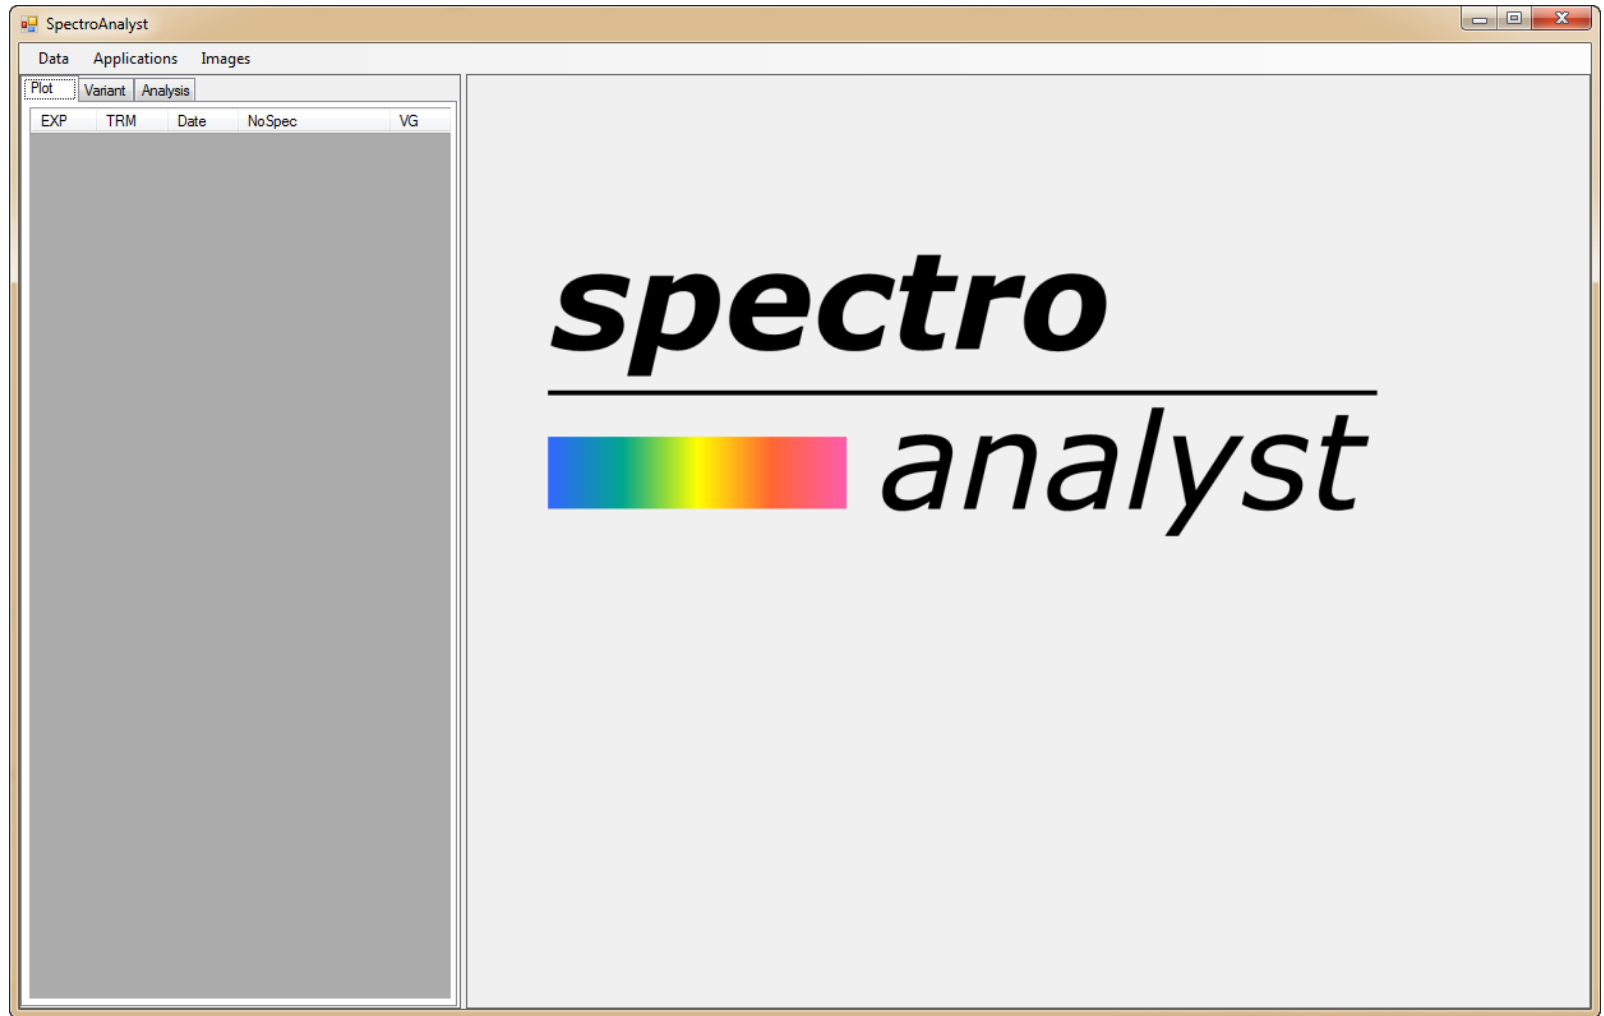 SpectroAnalyst
Data Applications Images
Plot Variant Analysis
EXP TRM Date NoSpec VG
spectro
analyst